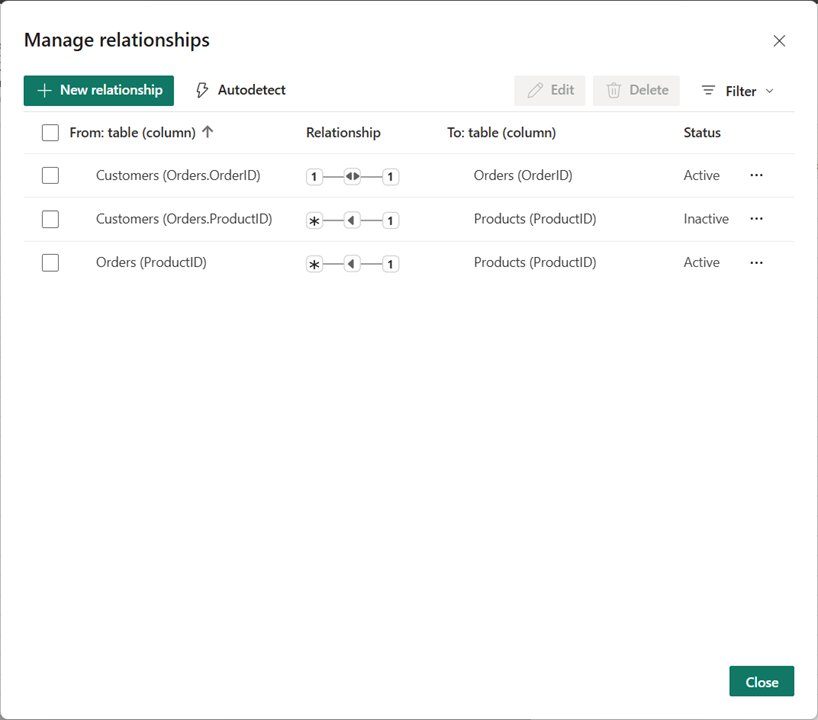 Manage relationships
New relationship Autodetect Edit Delete Filter
From: table (column) Relationship To: table (column) Status
Customers (Orders.OrderID) 1 1 Orders (OrderID) Active ...
Customers (Orders.ProductID) * 1 Products (ProductID) Inactive ...
Orders (ProductID) * 1 Products (ProductID) Active ...
Close